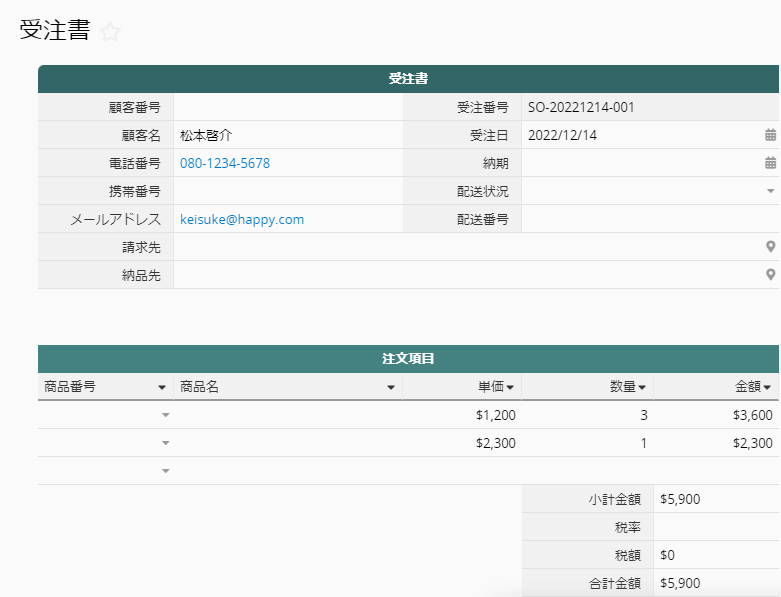 受注書
受注書
顧客番号 受注番号 SO-20221214-001
顧客名 松本啓介 受注日 2022/12/14
電話番号 080-1234-5678 納期
携帯番号 配送状況
メールアドレス keisuke@happy.com 配送番号
請求先
納品先
注文項目
商品番号 商品名 単価 数量 金額
$1,200 3 $3,600
$2,300 1 $2,300
小計金額 $5,900
税率
税額 $0
合計金額 $5,900